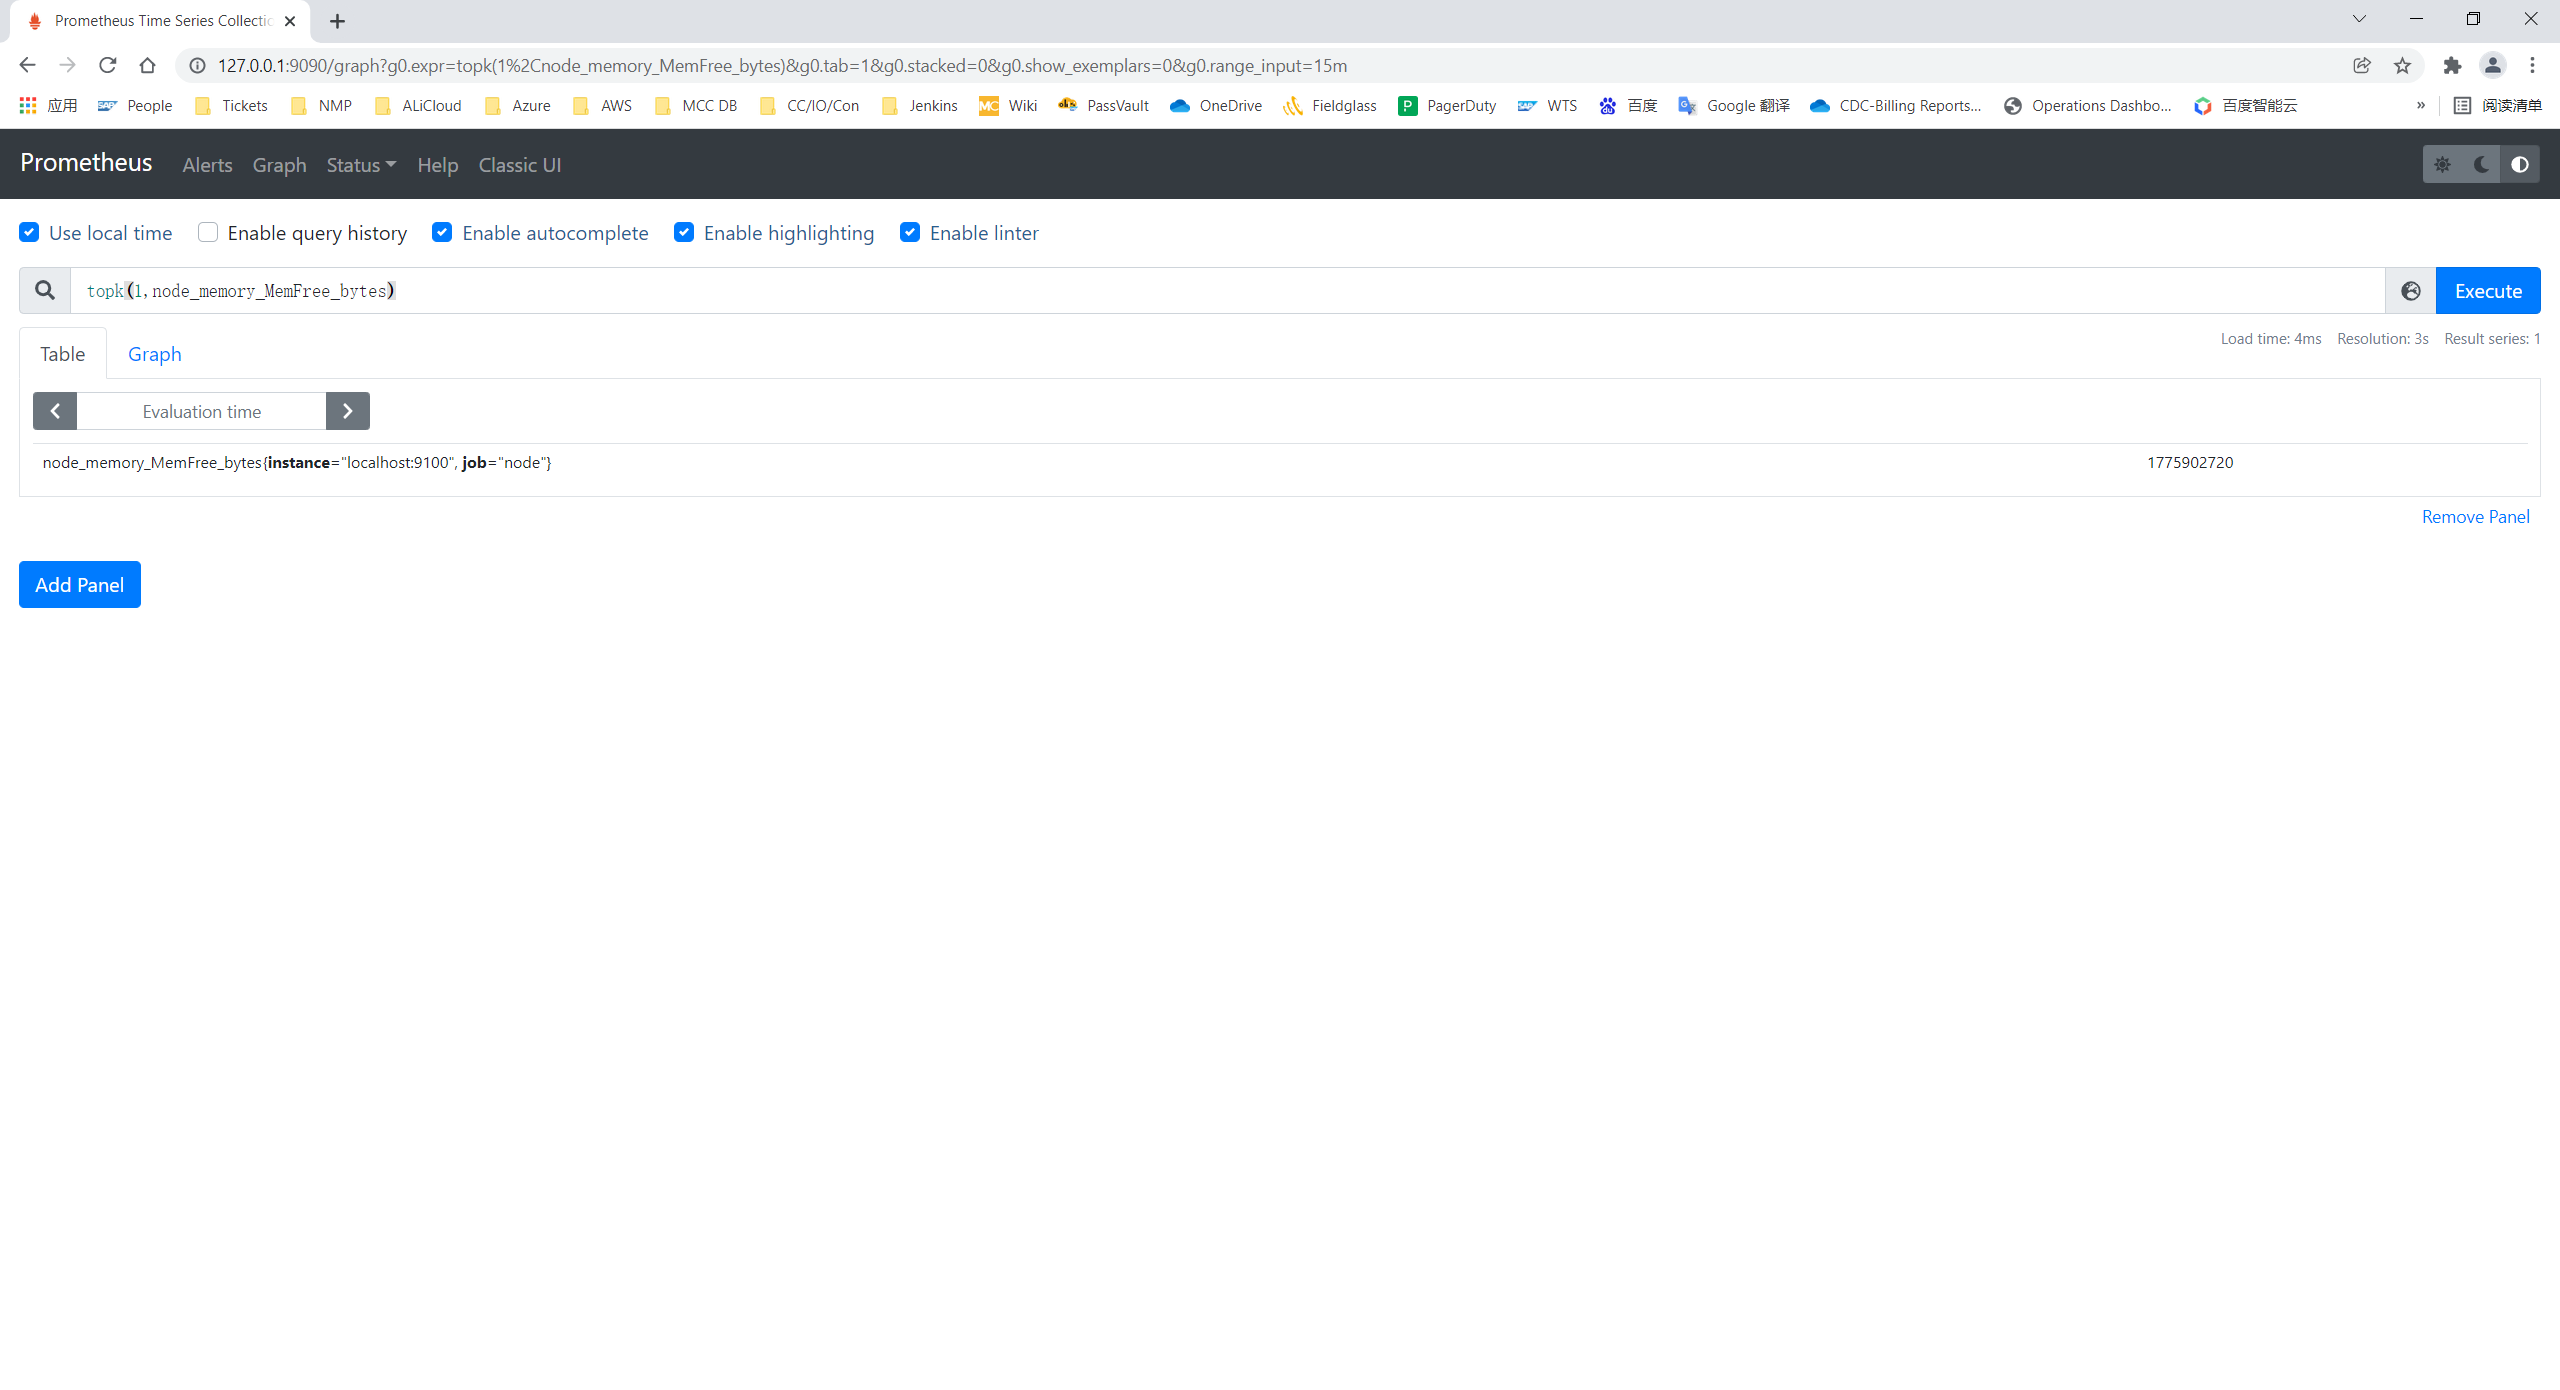 Prometheus Time Series Collectio
127.0.0.1:9090/graph?g0.expr=topk(1%2Cnode_memory_MemFree_bytes)&g0.tab=1&g0.stacked=0&g0.show_exemplars=0&g0.range_input=15m
应用 People Tickets NMP ALiCloud Azure AWS MCC DB CC/IO/Con Jenkins MC Wiki PassVault OneDrive Fieldglass P PagerDuty WTS 百度 Google 翻译 CDC-Billing Reports... Operations Dashbo... 百度智能云 » 阅读清单
Prometheus Alerts Graph Status Help Classic UI
Use local time Enable query history Enable autocomplete Enable highlighting Enable linter
topk(1,node_memory_MemFree_bytes) Execute
Table Graph Load time: 4ms Resolution: 3s Result series: 1
Evaluation time
node_memory_MemFree_bytes{instance="localhost:9100", job="node"} 1775902720
Remove Panel
Add Panel